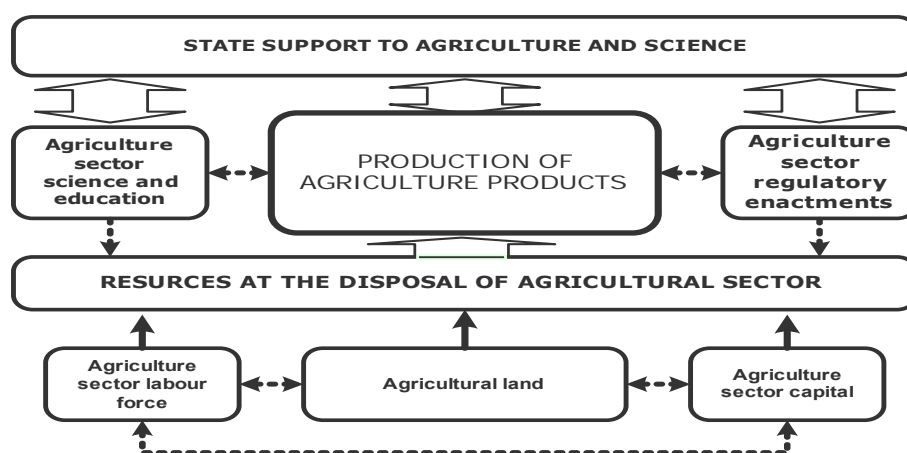 STATE SUPPORT TO AGRICULTURE AND SCIENCE
Agriculture
sector
science and
education
PRODUCTION OF
AGRICULTURE PRODUCTS
Agriculture
sector
regulatory
enactments
RESURCES AT THE DISPOSAL OF AGRICULTURAL SECTOR
Agriculture
sector labour
force
Agricultural land
Agriculture
sector capital